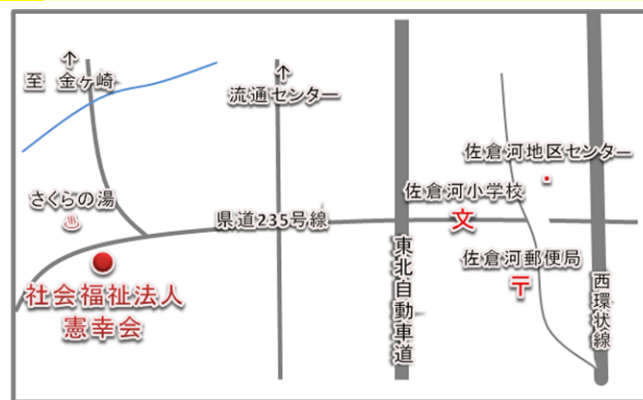 ↑
至 金ヶ崎
↑
流通センター
佐倉河地区センター
さくらの湯
佐倉河小学校
文
県道235号線
佐倉河郵便局
〒
東北自動車道
西環状線
社会福祉法人
憲幸会